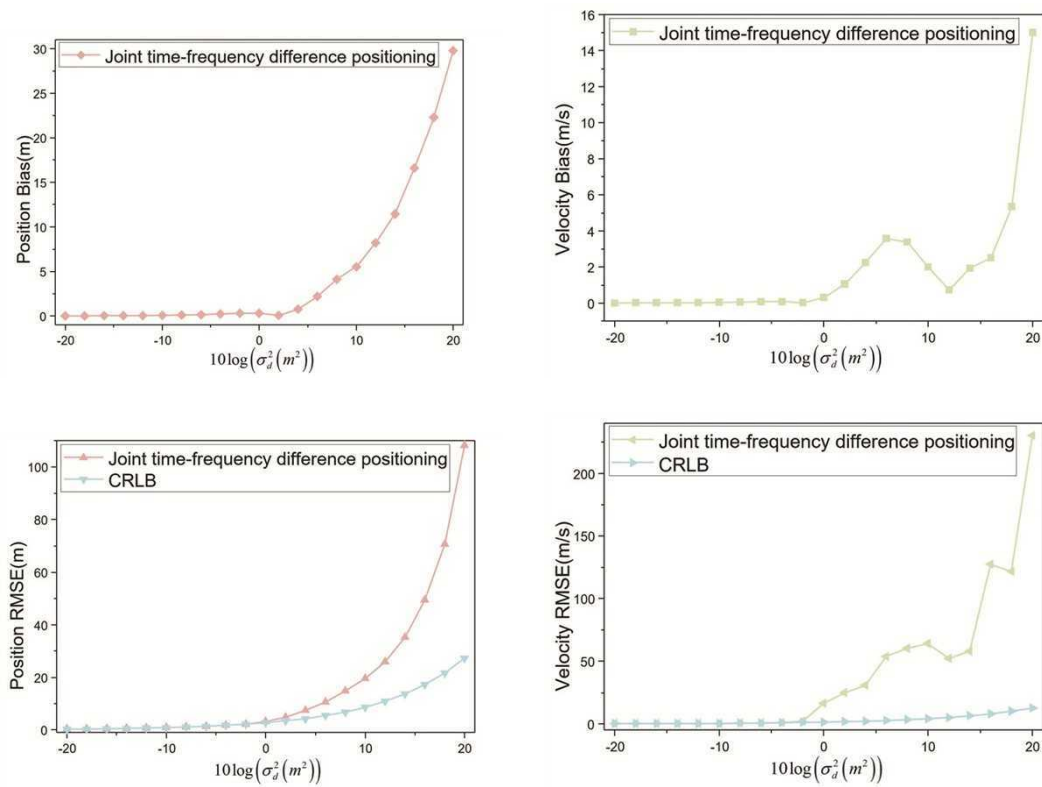 Joint time-frequency difference positioning
Position Bias(m)
30
25
20
15
10
5
0
-20 -10 0 10 20
10log(σ_d^2(m^2))
Joint time-frequency difference positioning
Velocity Bias(m/s)
16
14
12
10
8
6
4
2
0
-20 -10 0 10 20
10log(σ_d^2(m^2))
Joint time-frequency difference positioning
CRLB
Position RMSE(m)
100
80
60
40
20
0
-20 -10 0 10 20
10log(σ_d^2(m^2))
Joint time-frequency difference positioning
CRLB
Velocity RMSE(m/s)
200
150
100
50
0
-20 -10 0 10 20
10log(σ_d^2(m^2))